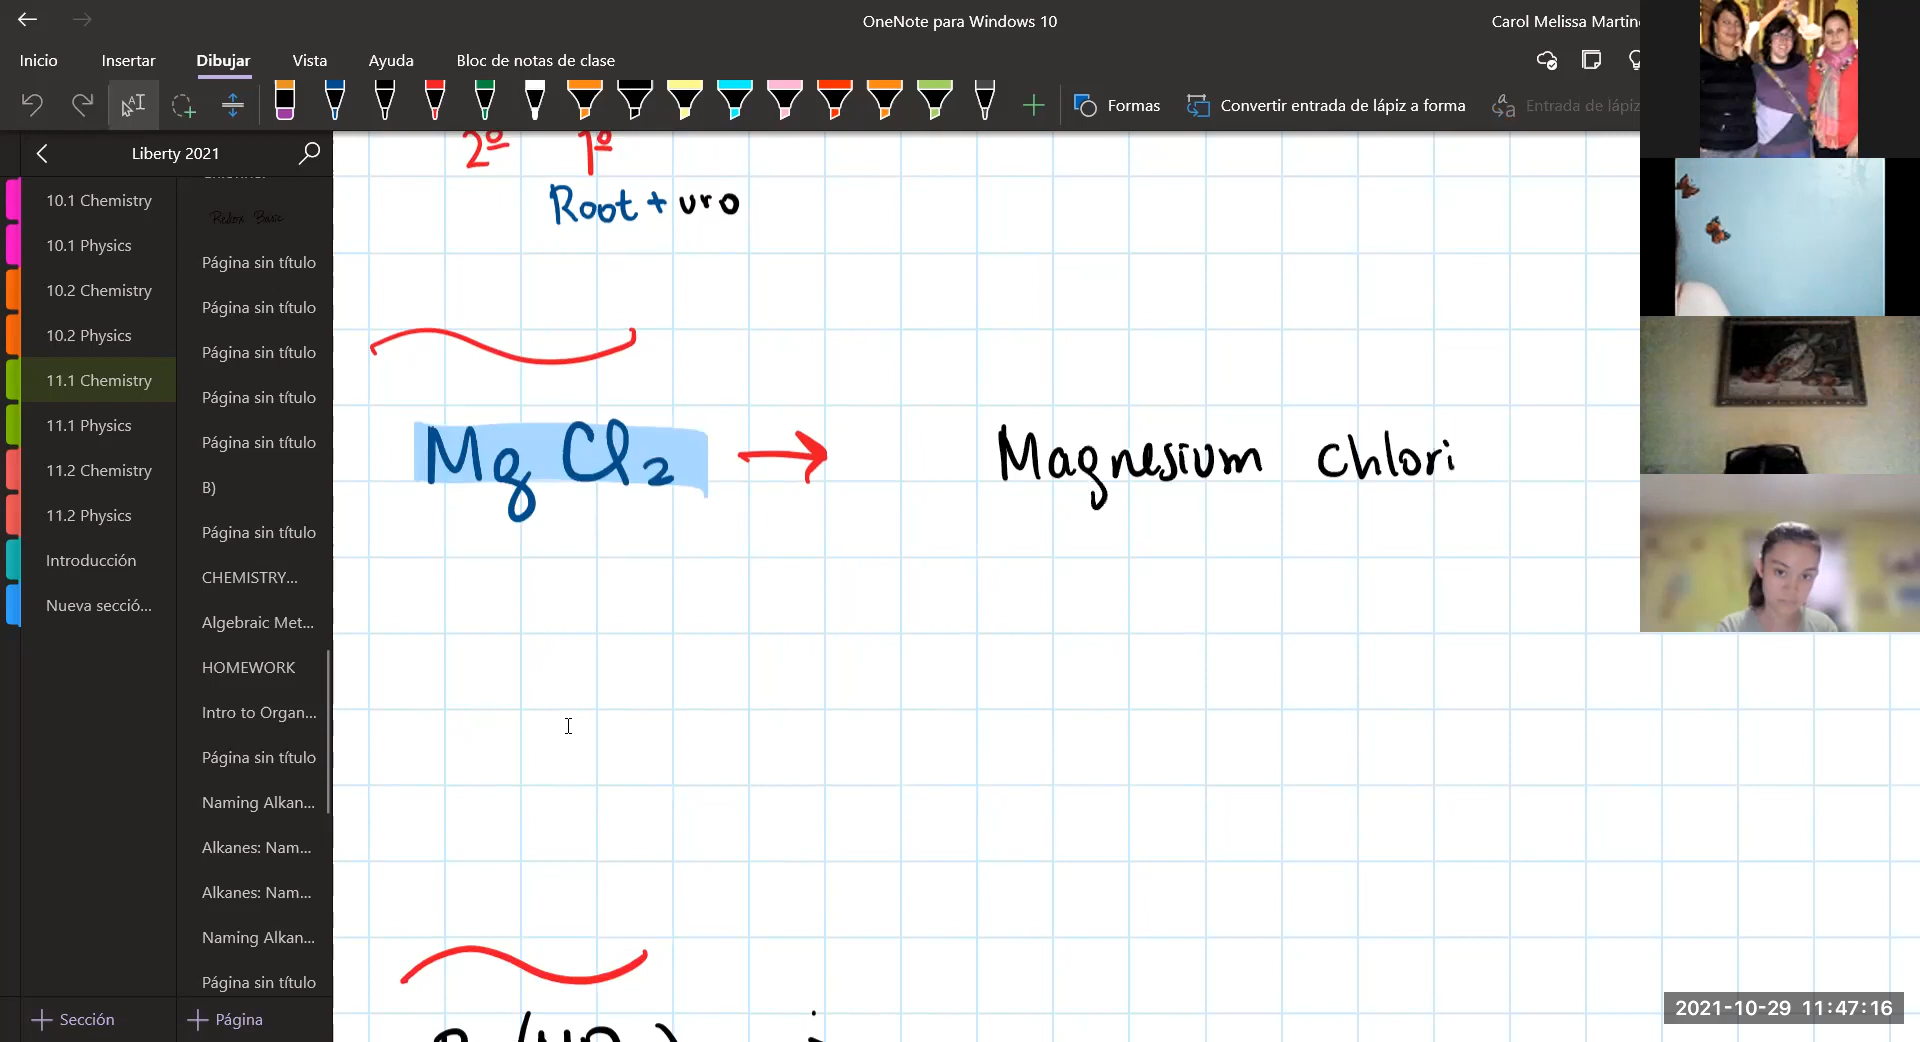 OneNote para Windows 10
Carol Melissa Martin
Inicio Insertar Dibujar Vista Ayuda Bloc de notas de clase
Formas Convertir entrada de lápiz a forma Entrada de lápiz
Liberty 2021
10.1 Chemistry
10.1 Physics
10.2 Chemistry
10.2 Physics
11.1 Chemistry
11.1 Physics
11.2 Chemistry
11.2 Physics
Introducción
Nueva secció...
Sección
Redox Basic
Página sin título
Página sin título
Página sin título
Página sin título
Página sin título
B)
Página sin título
CHEMISTRY...
Algebraic Met...
HOMEWORK
Intro to Organ...
Página sin título
Naming Alkan...
Alkanes: Nam...
Alkanes: Nam...
Naming Alkan...
Página sin título
Página
2º 1º
Root + uro
MgCl₂ → Magnesium chlori
2021-10-29 11:47:16